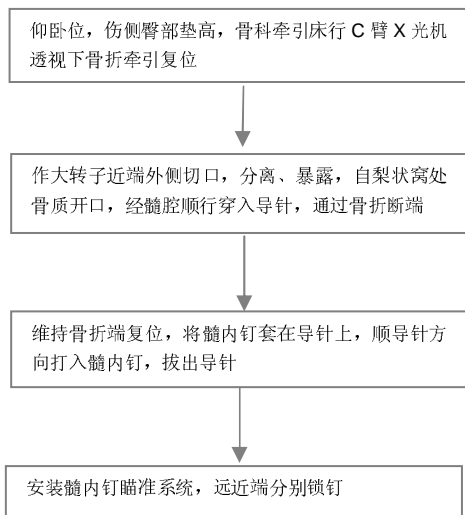 仰卧位，伤侧臀部垫高，骨科牵引床行 C 臂 X 光机
透视下骨折牵引复位
作大转子近端外侧切口，分离、暴露，自梨状窝处
骨质开口，经髓腔顺行穿入导针，通过骨折断端
维持骨折端复位，将髓内钉套在导针上，顺导针方
向打入髓内钉，拔出导针
安装髓内钉瞄准系统，远近端分别锁钉